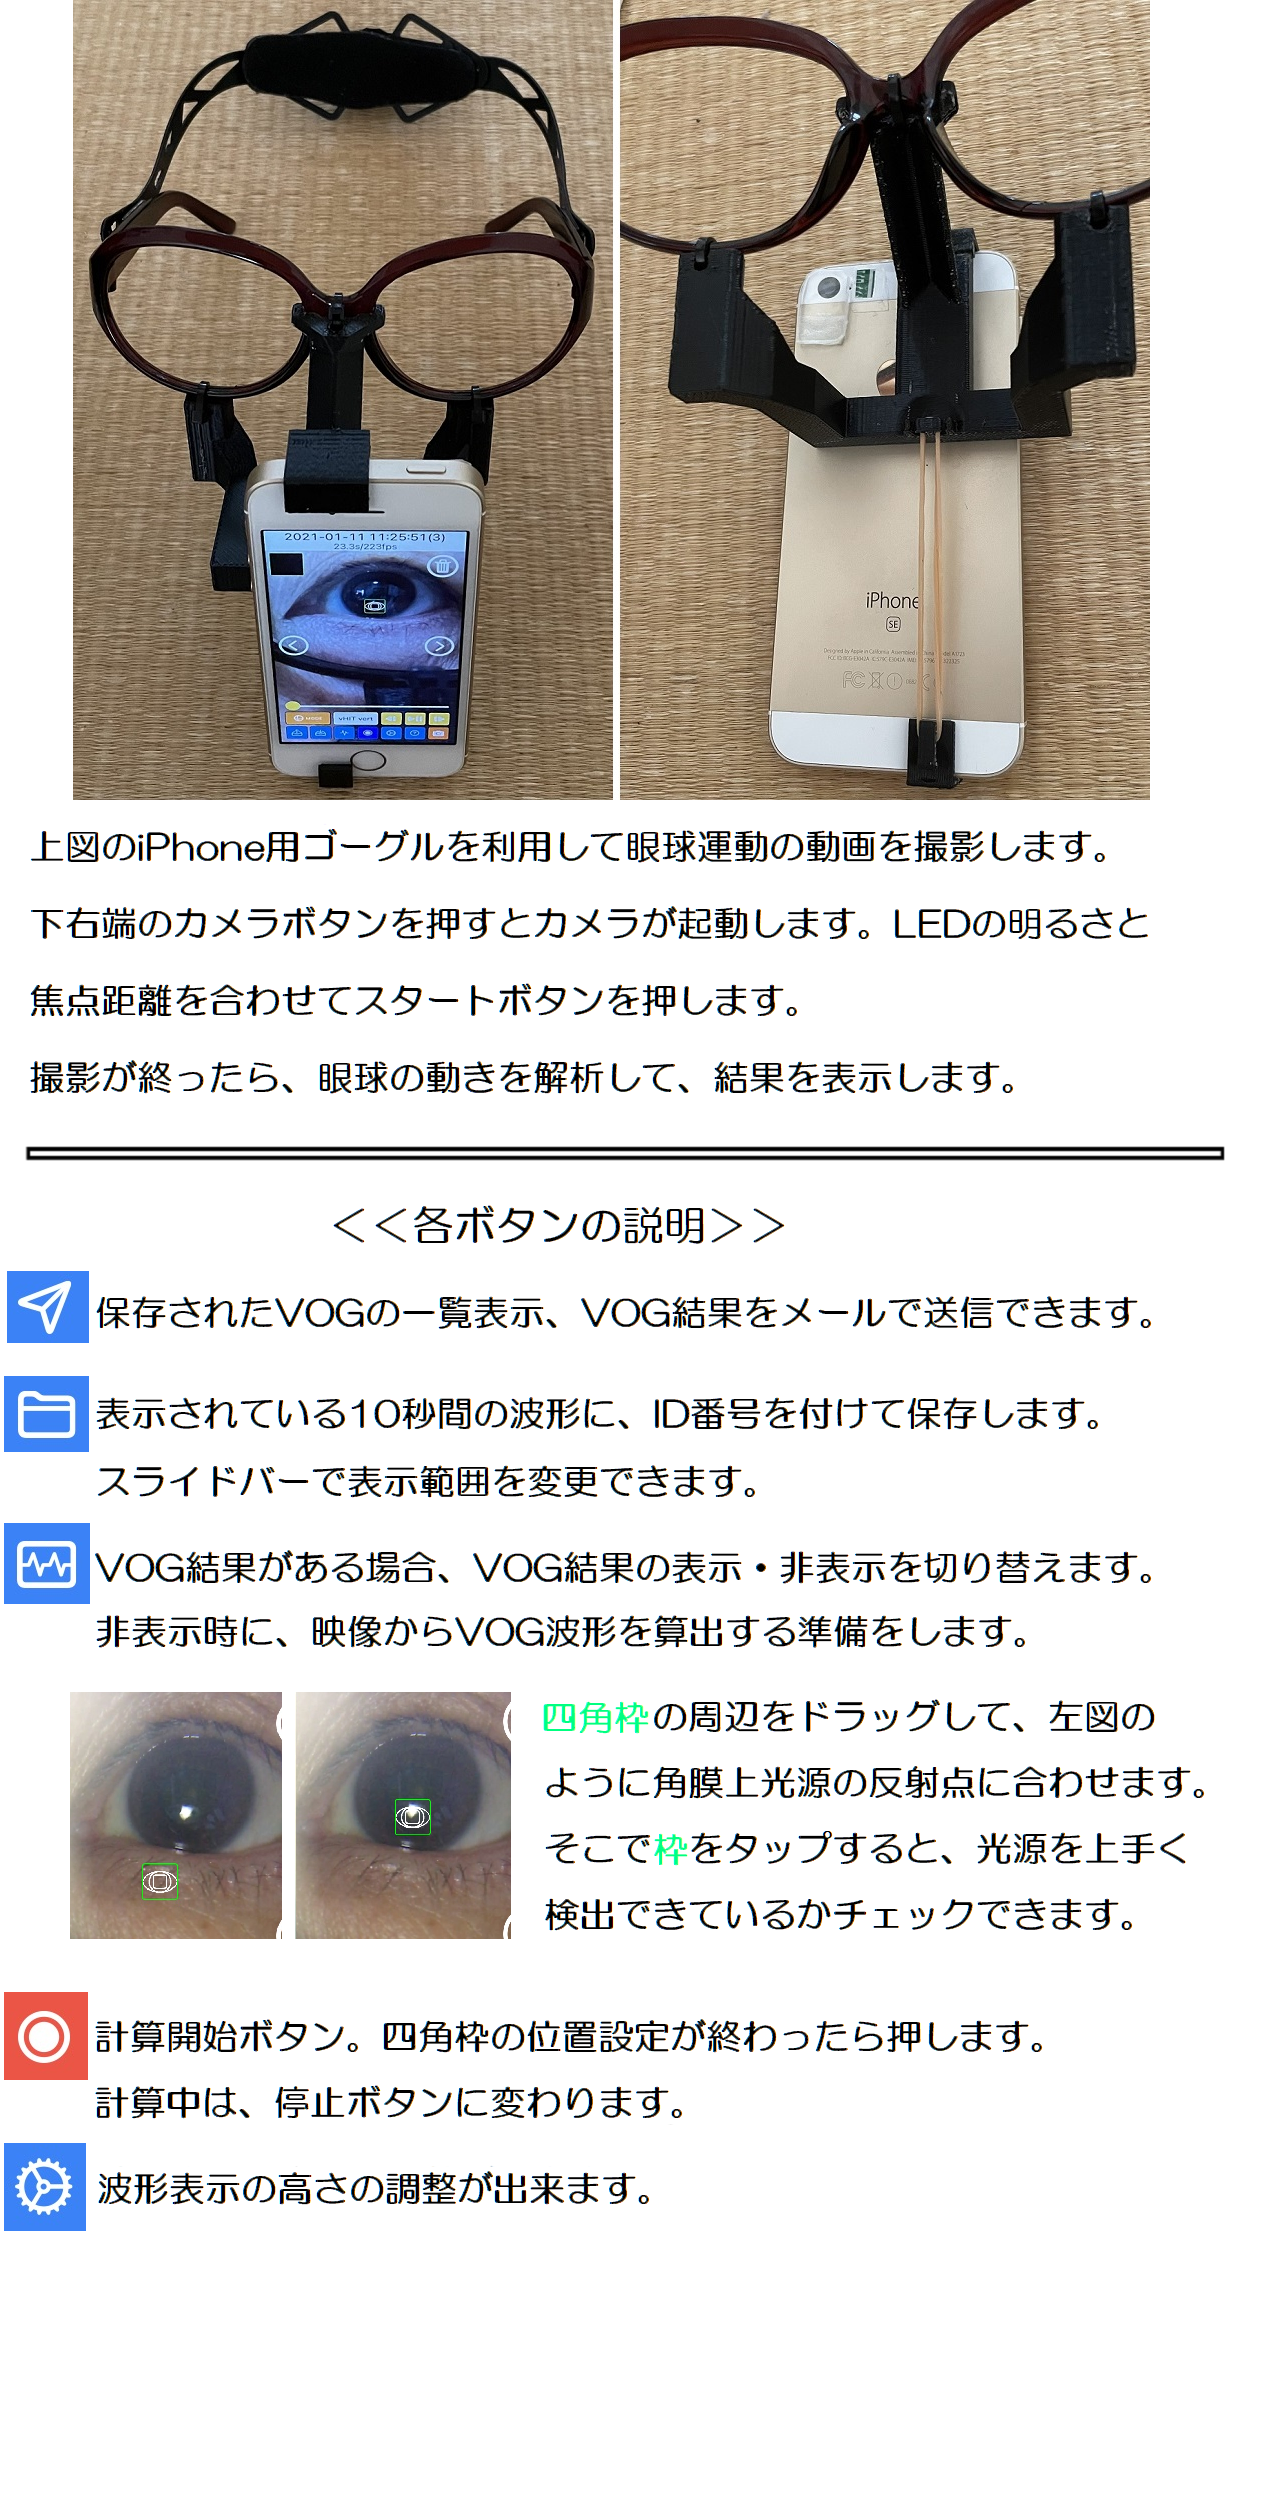 2021-01-11 11:25:51(3)
23.3s/223fps
MODE
vHIT vert
iPhone
SE
Designed by Apple in California
上図のiPhone用ゴーグルを利用して眼球運動の動画を撮影します。
下右端のカメラボタンを押すとカメラが起動します。LEDの明るさと
焦点距離を合わせてスタートボタンを押します。
撮影が終ったら、眼球の動きを解析して、結果を表示します。
＜＜各ボタンの説明＞＞
保存されたVOGの一覧表示、VOG結果をメールで送信できます。
表示されている10秒間の波形に、ID番号を付けて保存します。
スライドバーで表示範囲を変更できます。
VOG結果がある場合、VOG結果の表示・非表示を切り替えます。
非表示時に、映像からVOG波形を算出する準備をします。
四角枠の周辺をドラッグして、左図の
ように角膜上光源の反射点に合わせます。
そこで枠をタップすると、光源を上手く
検出できているかチェックできます。
計算開始ボタン。四角枠の位置設定が終わったら押します。
計算中は、停止ボタンに変わります。
波形表示の高さの調整が出来ます。